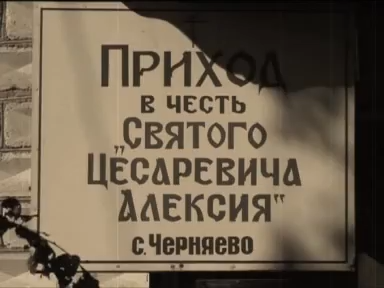 ПРИХОД
В ЧЕСТЬ
„СВЯТОГО
ЦЕСАРЕВИЧА
АЛЕКСИЯ"
с. Черняево